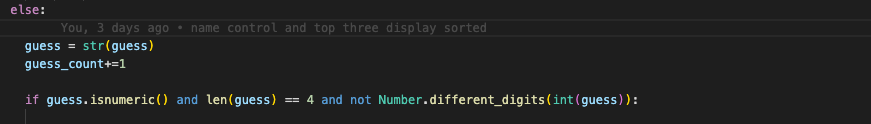 else:
You, 3 days ago • name control and top three display sorted
guess = str(guess)
guess_count+=1
if guess.isnumeric() and len(guess) == 4 and not Number.different_digits(int(guess)):